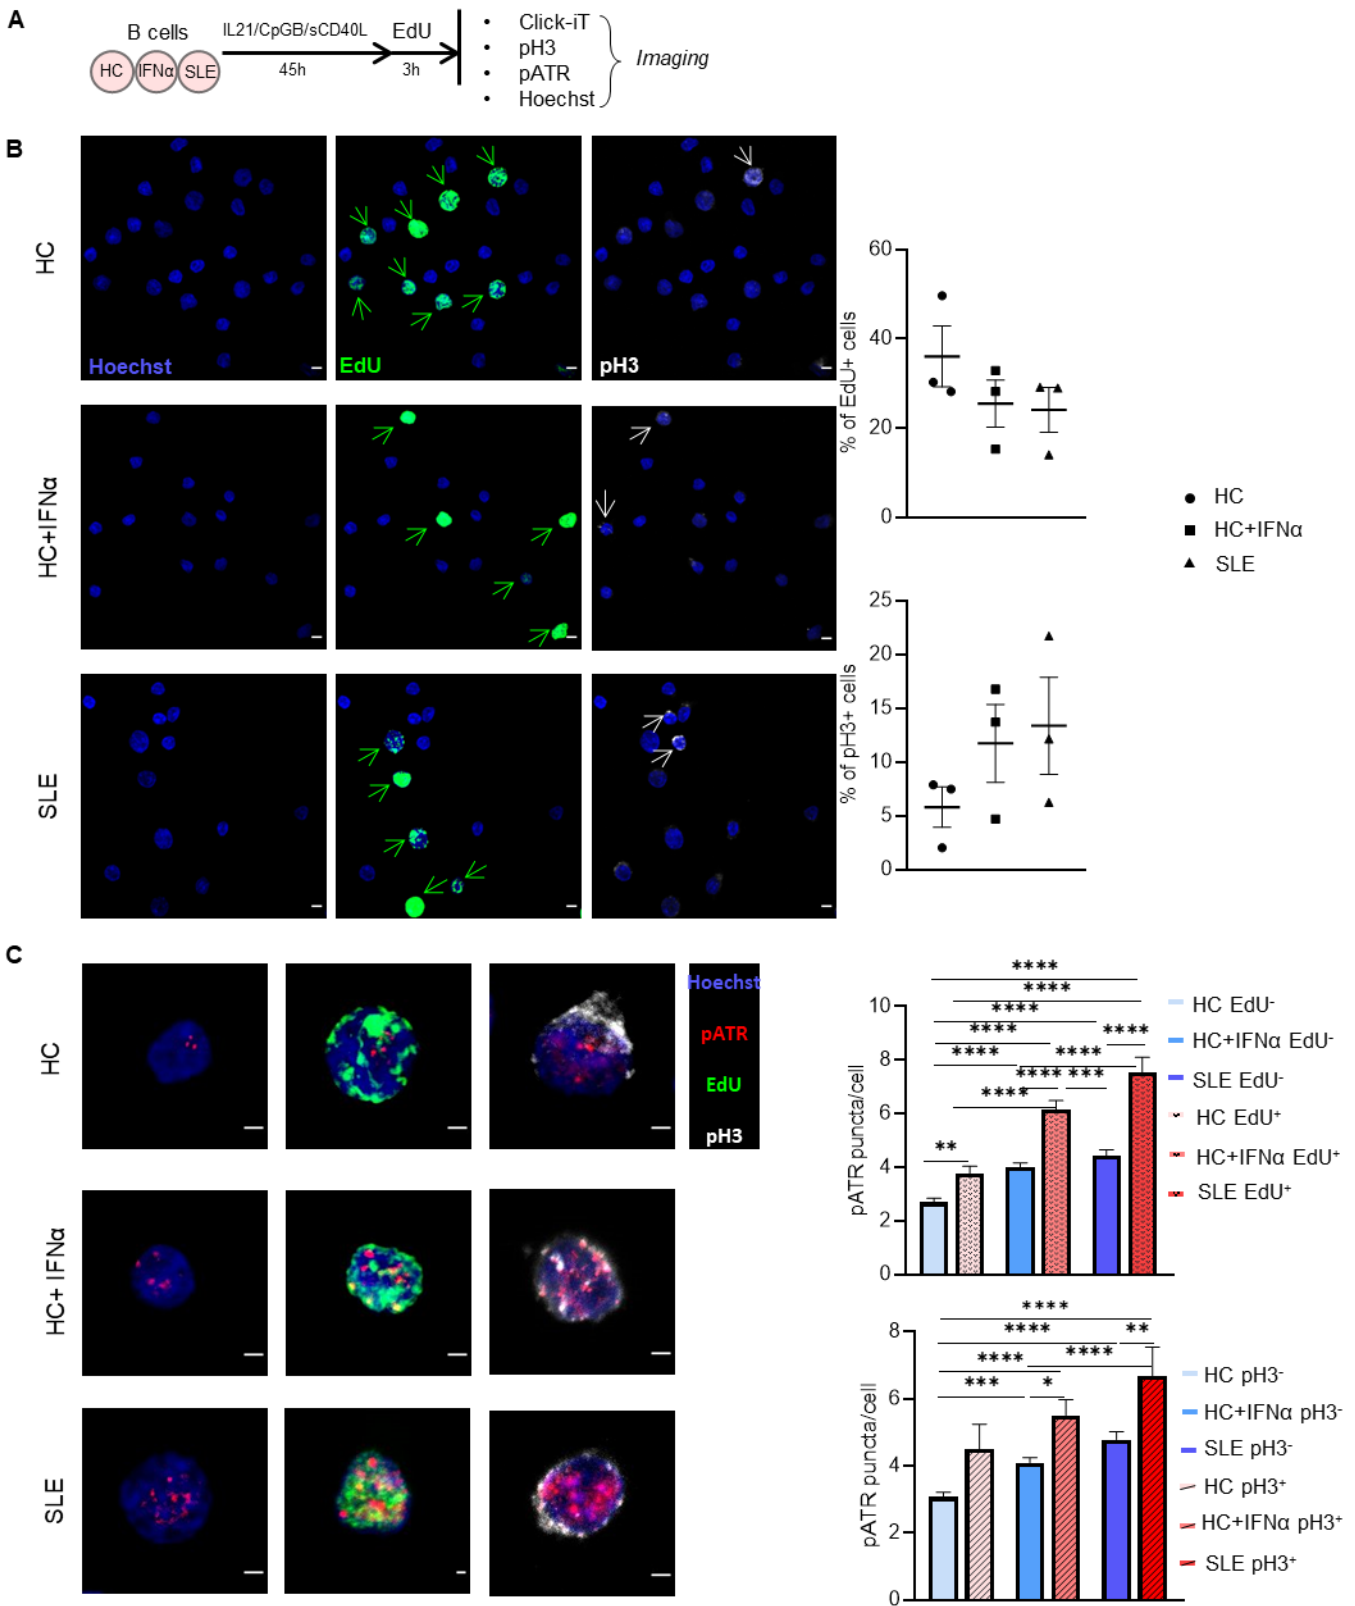 A
B cells
IL21/CpGB/sCD40L
EdU
HC
IFNα
SLE
45h
3h
• Click-iT
• pH3
• pATR
• Hoechst
Imaging
B
HC
Hoechst
EdU
pH3
HC+IFNα
SLE
% of EdU+ cells
60
40
20
0
% of pH3+ cells
25
20
15
10
5
0
HC
HC+IFNα
SLE
C
HC
Hoechst
pATR
EdU
pH3
HC+ IFNα
SLE
pATR puncta/cell
10
8
6
4
2
0
****
****
****
****
****
****
****
****
***
****
**
HC EdU-
HC+IFNα EdU-
SLE EdU-
HC EdU+
HC+IFNα EdU+
SLE EdU+
pATR puncta/cell
8
6
4
2
0
****
****
**
****
****
***
*
HC pH3-
HC+IFNα pH3-
SLE pH3-
HC pH3+
HC+IFNα pH3+
SLE pH3+